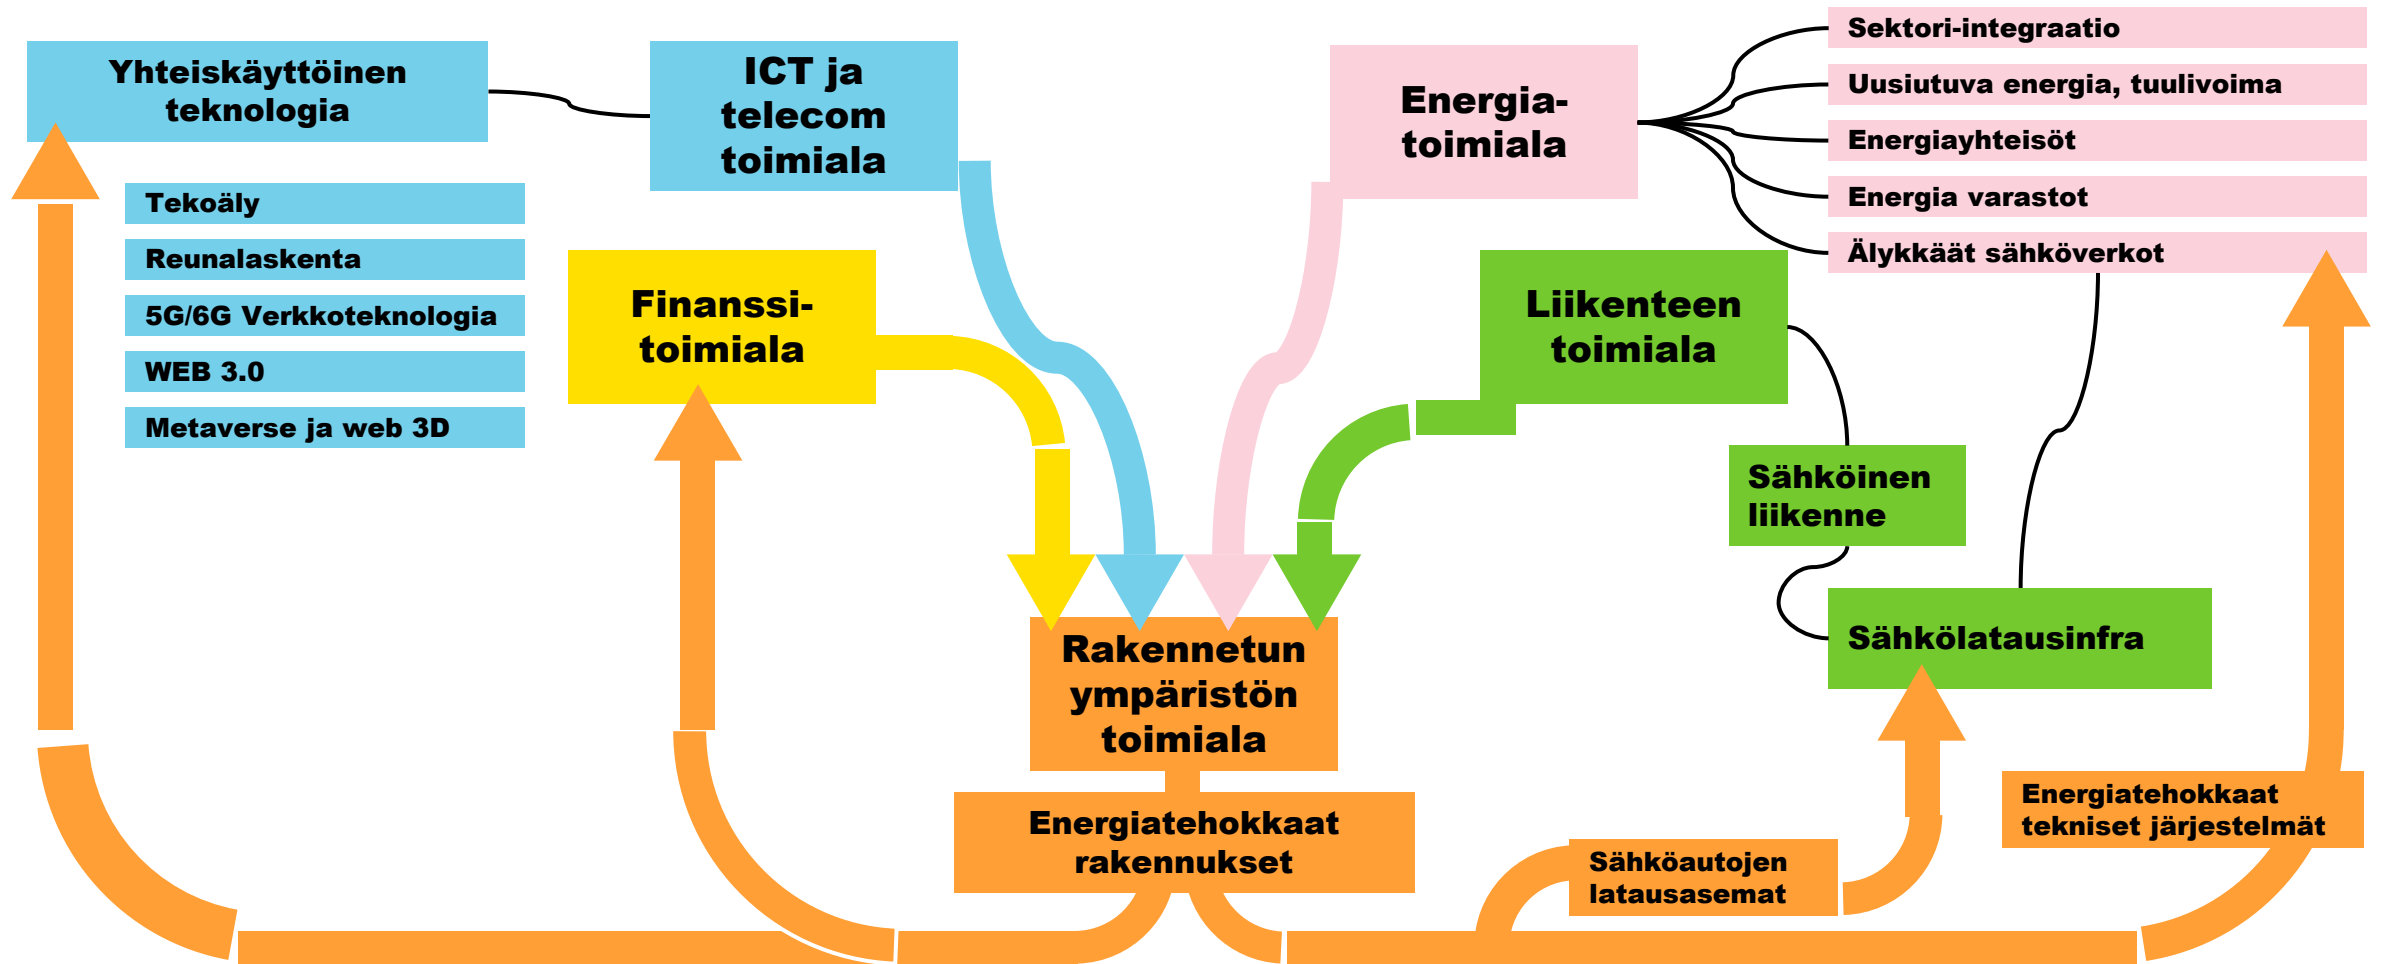 Yhteiskäyttöinen
teknologia
Tekoäly
Reunalaskenta
5G/6G Verkkoteknologia
WEB 3.0
Metaverse ja web 3D
ICT ja
telecom
toimiala
Finanssi-
toimiala
Energia-
toimiala
Sektori-integraatio
Uusiutuva energia, tuulivoima
Energiayhteisöt
Energia varastot
Älykkäät sähköverkot
Liikenteen
toimiala
Sähköinen
liikenne
Sähkölatausinfra
Rakennetun
ympäristön
toimiala
Energiatehokkaat
rakennukset
Sähköautojen
latausasemat
Energiatehokkaat
tekniset järjestelmät